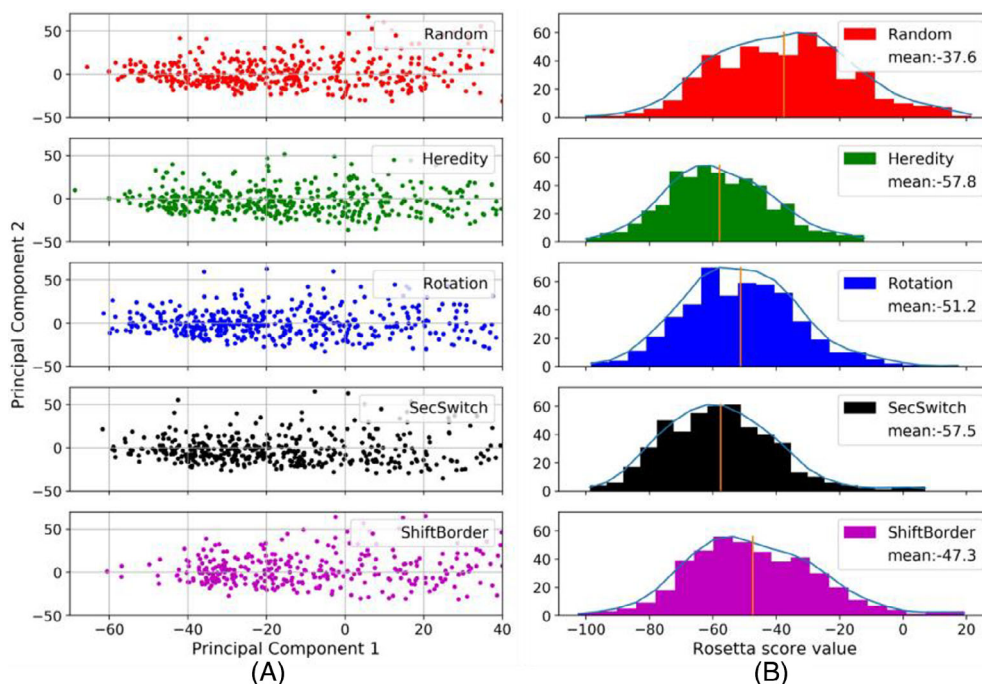 Principal Component 2
50
0
−50
Random
50
0
−50
Heredity
50
0
−50
Rotation
50
0
−50
SecSwitch
50
0
−50
ShiftBorder
−60 −40 −20 0 20 40
Principal Component 1
(A)
60
40
20
0
Random
mean:-37.6
60
40
20
0
Heredity
mean:-57.8
60
40
20
0
Rotation
mean:-51.2
60
40
20
0
SecSwitch
mean:-57.5
60
40
20
0
ShiftBorder
mean:-47.3
−100 −80 −60 −40 −20 0 20
Rosetta score value
(B)